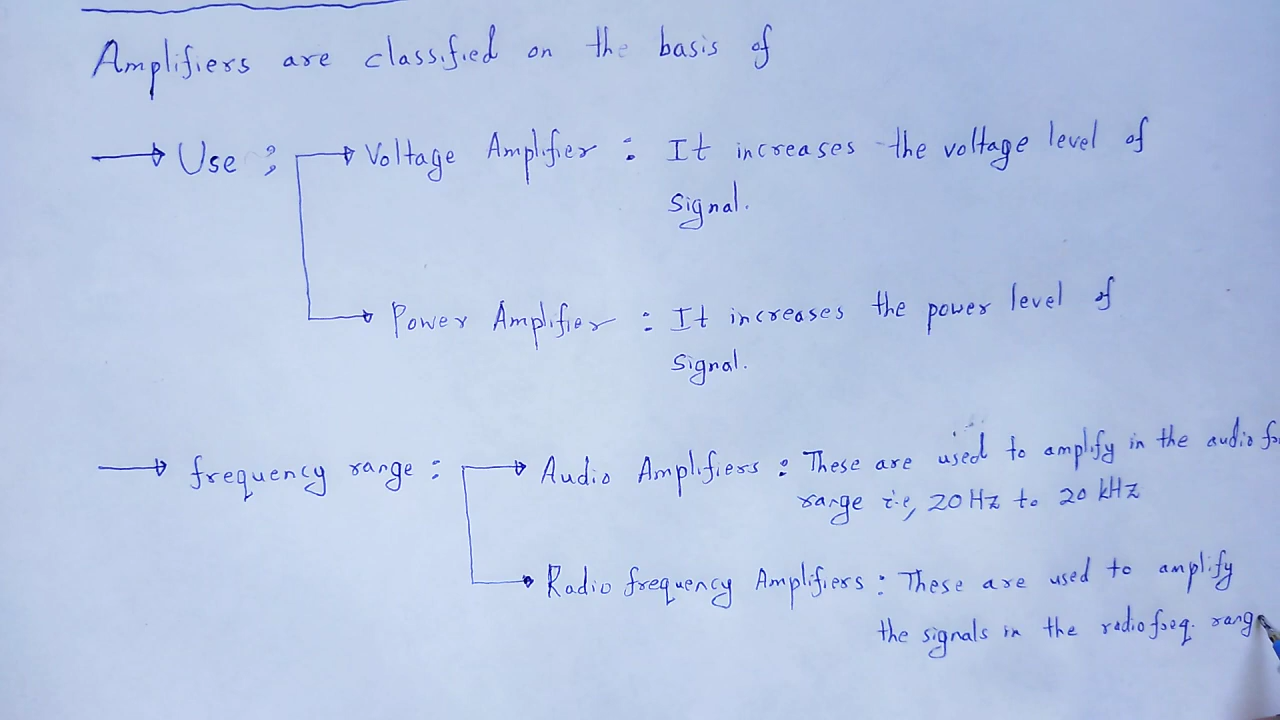 Amplifiers are classified on the basis of
→ Use : → Voltage Amplifier : It increases the voltage level of
signal.
→ Power Amplifier : It increases the power level of
signal.
→ frequency range : → Audio Amplifiers : These are used to amplify in the audio
range i.e, 20 Hz to 20 kHz
→ Radio frequency Amplifiers : These are used to amplify
the signals in the radio freq. rang